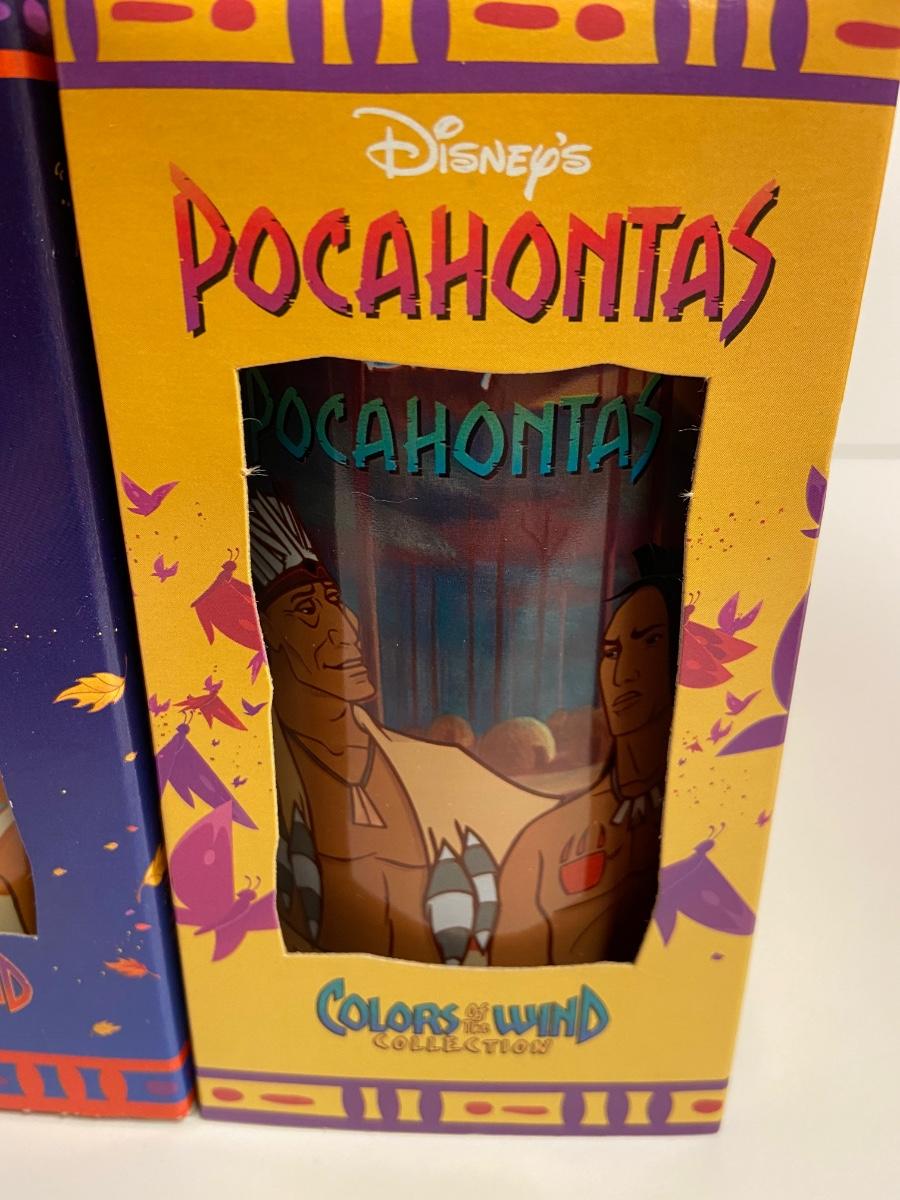 DISNEY'S
POCAHONTAS
POCAHONTAS
COLORS OF THE WIND
COLLECTION